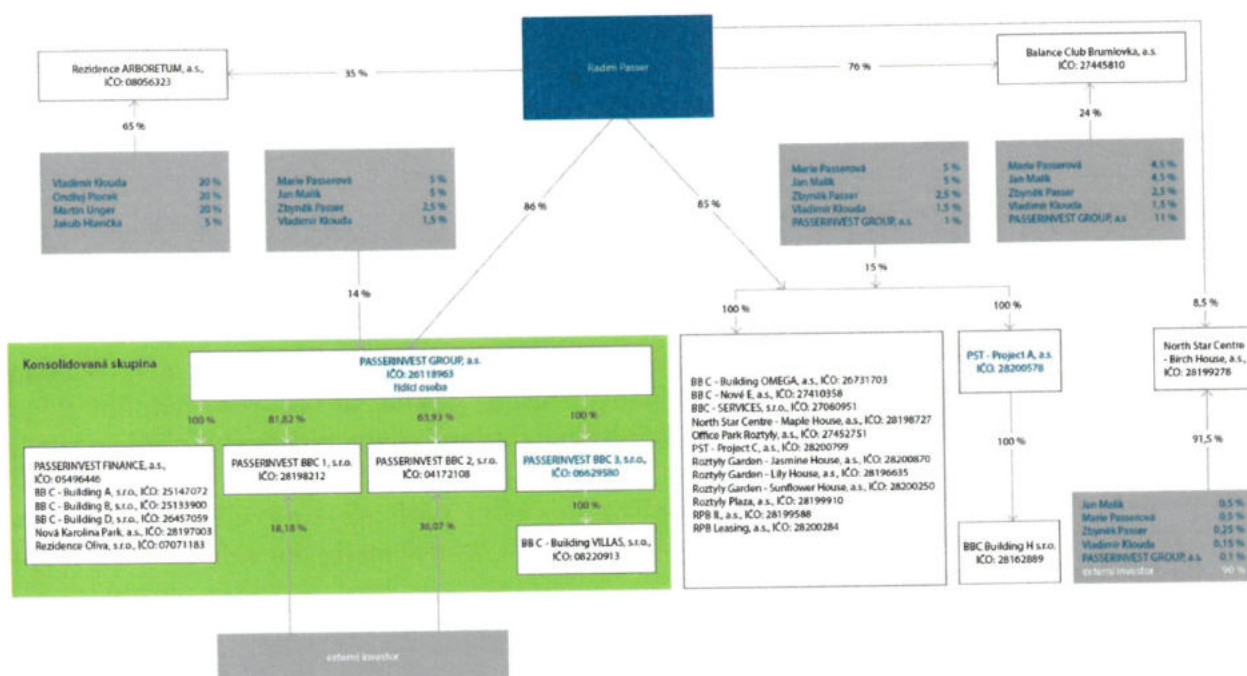 Radim Passer
Rezidence ARBORETUM, a.s.,
IČO: 08056323
35 %
76 %
Balance Club Brumlovka, a.s.
IČO: 27445810
65 %
24 %
Vladimír Klouda 20 %
Ondřej Plocek 20 %
Martin Unger 20 %
Jakub Hlavička 5 %
Marie Passerová 5 %
Jan Malík 5 %
Zbyněk Passer 2,5 %
Vladimír Klouda 1,5 %
86 %
85 %
Marie Passerová 5 %
Jan Malík 5 %
Zbyněk Passer 2,5 %
Vladimír Klouda 1,5 %
PASSERINVEST GROUP, a.s. 1 %
Marie Passerová 4,5 %
Jan Malík 4,5 %
Zbyněk Passer 2,5 %
Vladimír Klouda 1,5 %
PASSERINVEST GROUP, a.s 11 %
14 %
15 %
100 %
100 %
8,5 %
Konsolidovaná skupina
PASSERINVEST GROUP, a.s.
IČO: 26118963
řídící osoba
100 %
81,82 %
63,93 %
100 %
PASSERINVEST FINANCE, a.s.,
IČO: 05496446
BB C - Building A, s.r.o., IČO: 25147072
BB C - Building B, s.r.o., IČO: 25133900
BB C - Building D, s.r.o., IČO: 26457059
Nová Karolina Park, a.s., IČO: 28197003
Rezidence Oliva, s.r.o., IČO: 07071183
PASSERINVEST BBC 1, s.r.o.
IČO: 28198212
PASSERINVEST BBC 2, s.r.o.
IČO: 04172108
PASSERINVEST BBC 3, s.r.o.,
IČO: 06629580
18,18 %
36,07 %
100 %
BB C - Building VILLAS, s.r.o.,
IČO: 08220913
externí investor
BB C - Building OMEGA, a.s., IČO: 26731703
BB C - Nové E, a.s., IČO: 27410358
BBC - SERVICES, s.r.o., IČO: 27060951
North Star Centre - Maple House, a.s., IČO: 28198727
Office Park Roztyly, a.s., IČO: 27452751
PST - Project C, a.s., IČO: 28200799
Roztyly Garden - Jasmine House, a.s., IČO: 28200870
Roztyly Garden - Lily House, a.s., IČO: 28196635
Roztyly Garden - Sunflower House, a.s., IČO: 28200250
Roztyly Plaza, a.s., IČO: 28199910
RPB II., a.s., IČO: 28199588
RPB Leasing, a.s., IČO: 28200284
PST - Project A, a.s.
IČO: 28200578
100 %
BBC Building H s.r.o.
IČO: 28162889
North Star Centre
- Birch House, a.s.,
IČO: 28199278
91,5 %
Jan Malík 0,5 %
Marie Passerová 0,5 %
Zbyněk Passer 0,25 %
Vladimír Klouda 0,15 %
PASSERINVEST GROUP, a.s 0,1 %
externí investor 90 %